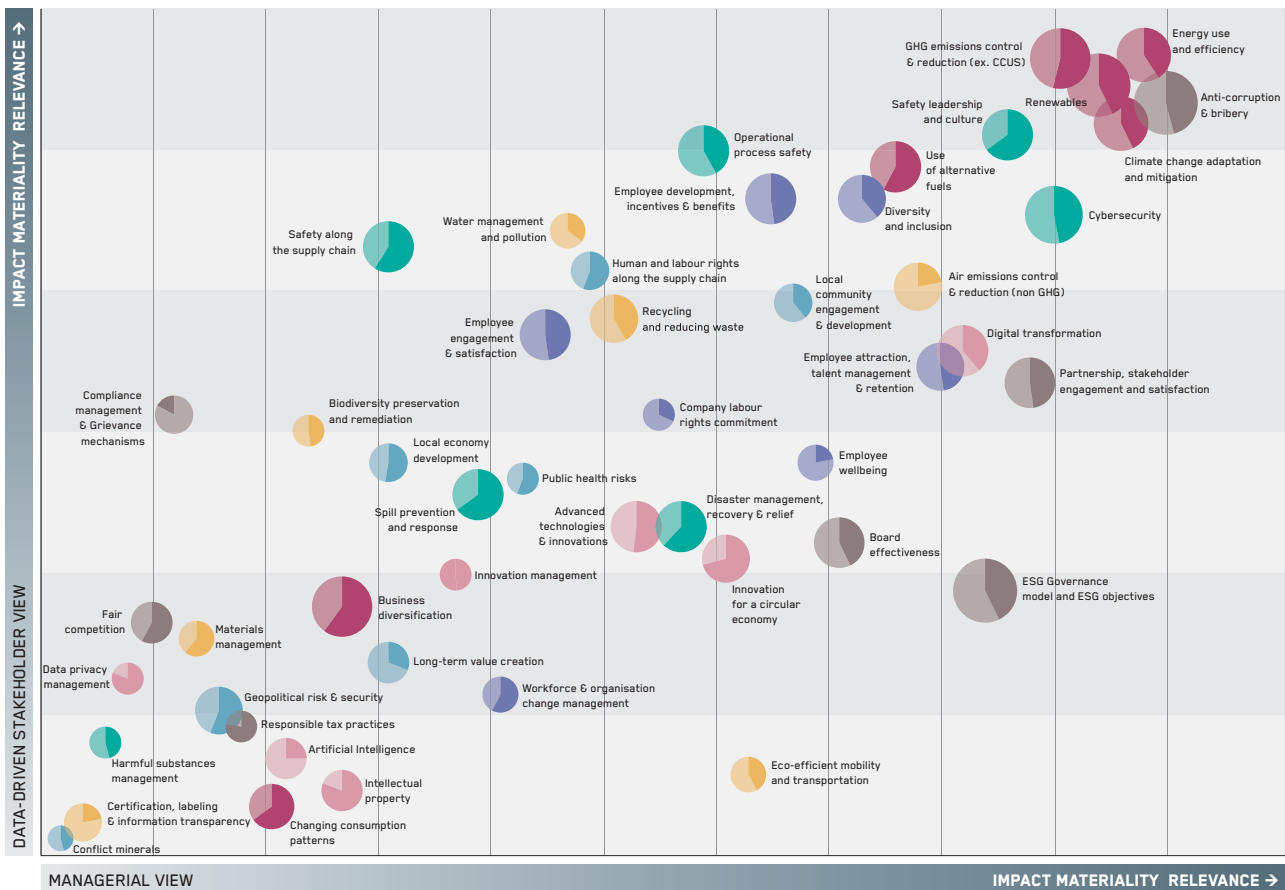 IMPACT MATERIALITY RELEVANCE →
DATA-DRIVEN STAKEHOLDER VIEW
GHG emissions control
& reduction (ex. CCUS)
Energy use
and efficiency
Renewables
Anti-corruption
& bribery
Safety leadership
and culture
Climate change adaptation
and mitigation
Operational
process safety
Use
of alternative
fuels
Employee development,
incentives & benefits
Diversity
and inclusion
Cybersecurity
Water management
and pollution
Safety along
the supply chain
Human and labour rights
along the supply chain
Local
community
engagement
& development
Air emissions control
& reduction (non GHG)
Recycling
and reducing waste
Employee
engagement
& satisfaction
Digital transformation
Employee attraction,
talent management
& retention
Partnership, stakeholder
engagement and satisfaction
Compliance
management
& Grievance
mechanisms
Biodiversity preservation
and remediation
Company labour
rights commitment
Local economy
development
Public health risks
Employee
wellbeing
Spill prevention
and response
Advanced
technologies
& innovations
Disaster management,
recovery & relief
Board
effectiveness
Innovation management
Innovation
for a circular
economy
ESG Governance
model and ESG objectives
Business
diversification
Fair
competition
Materials
management
Long-term value creation
Data privacy
management
Workforce & organisation
change management
Geopolitical risk & security
Responsible tax practices
Harmful substances
management
Artificial Intelligence
Intellectual
property
Eco-efficient mobility
and transportation
Certification, labeling
& information transparency
Changing consumption
patterns
Conflict minerals
MANAGERIAL VIEW
IMPACT MATERIALITY RELEVANCE →